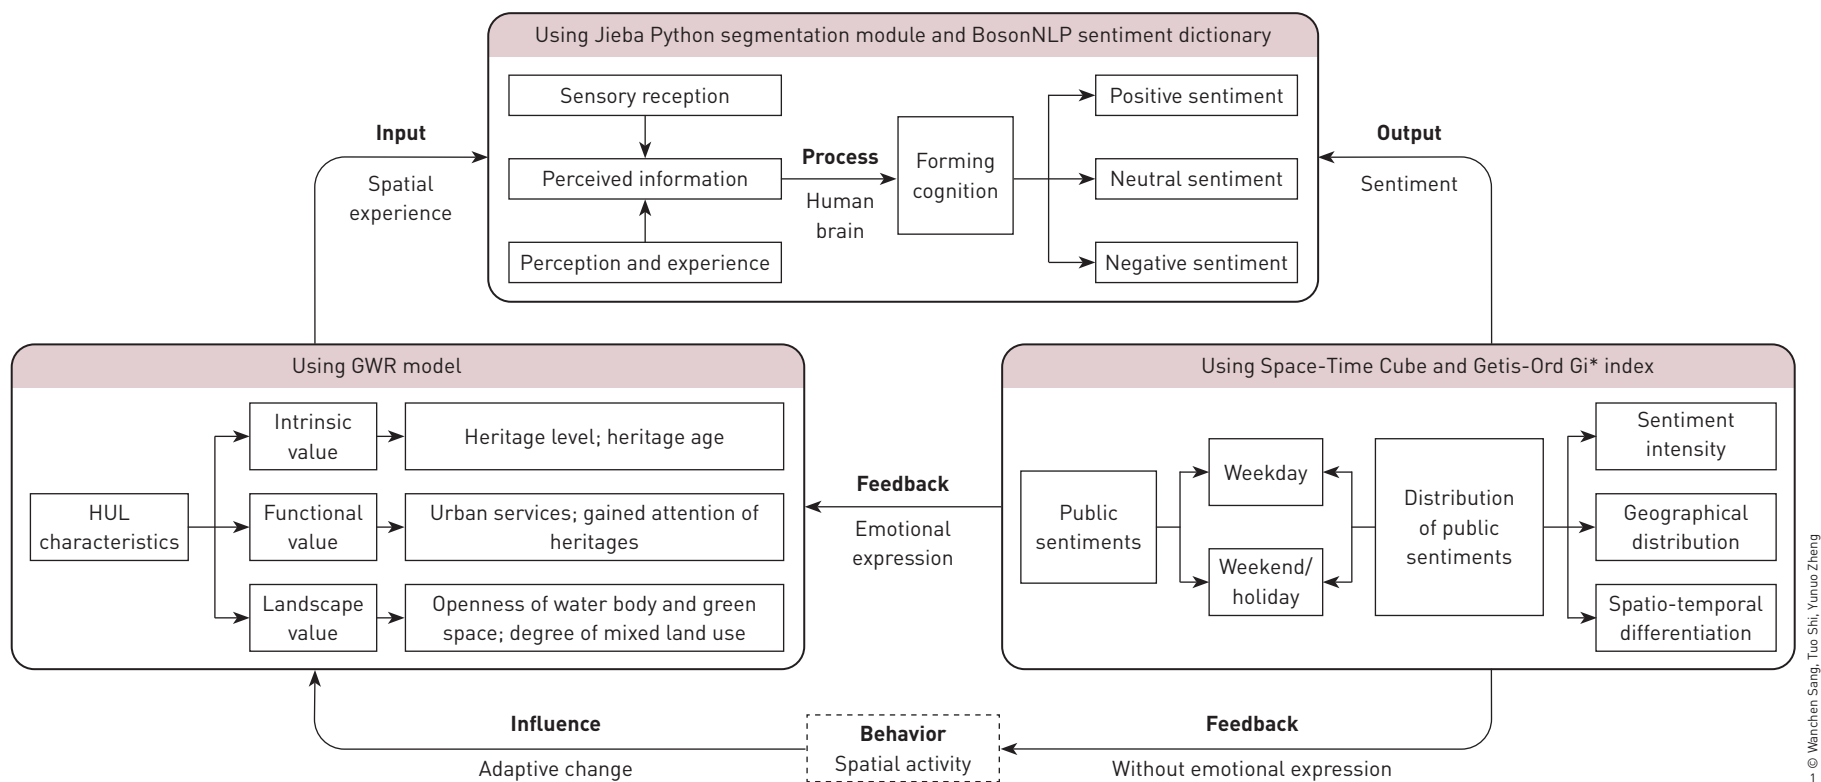 Using Jieba Python segmentation module and BosonNLP sentiment dictionary
Sensory reception
Perceived information
Perception and experience
Process
Human
brain
Forming
cognition
Positive sentiment
Neutral sentiment
Negative sentiment
Input
Spatial
experience
Output
Sentiment
Using GWR model
HUL
characteristics
Intrinsic
value
Heritage level; heritage age
Functional
value
Urban services; gained attention of
heritages
Landscape
value
Openness of water body and green
space; degree of mixed land use
Feedback
Emotional
expression
Using Space-Time Cube and Getis-Ord Gi* index
Public
sentiments
Weekday
Weekend/
holiday
Distribution
of public
sentiments
Sentiment
intensity
Geographical
distribution
Spatio-temporal
differentiation
Influence
Adaptive change
Behavior
Spatial activity
Feedback
Without emotional expression
© Wanchen Sang, Tuo Shi, Yunuo Zheng
1